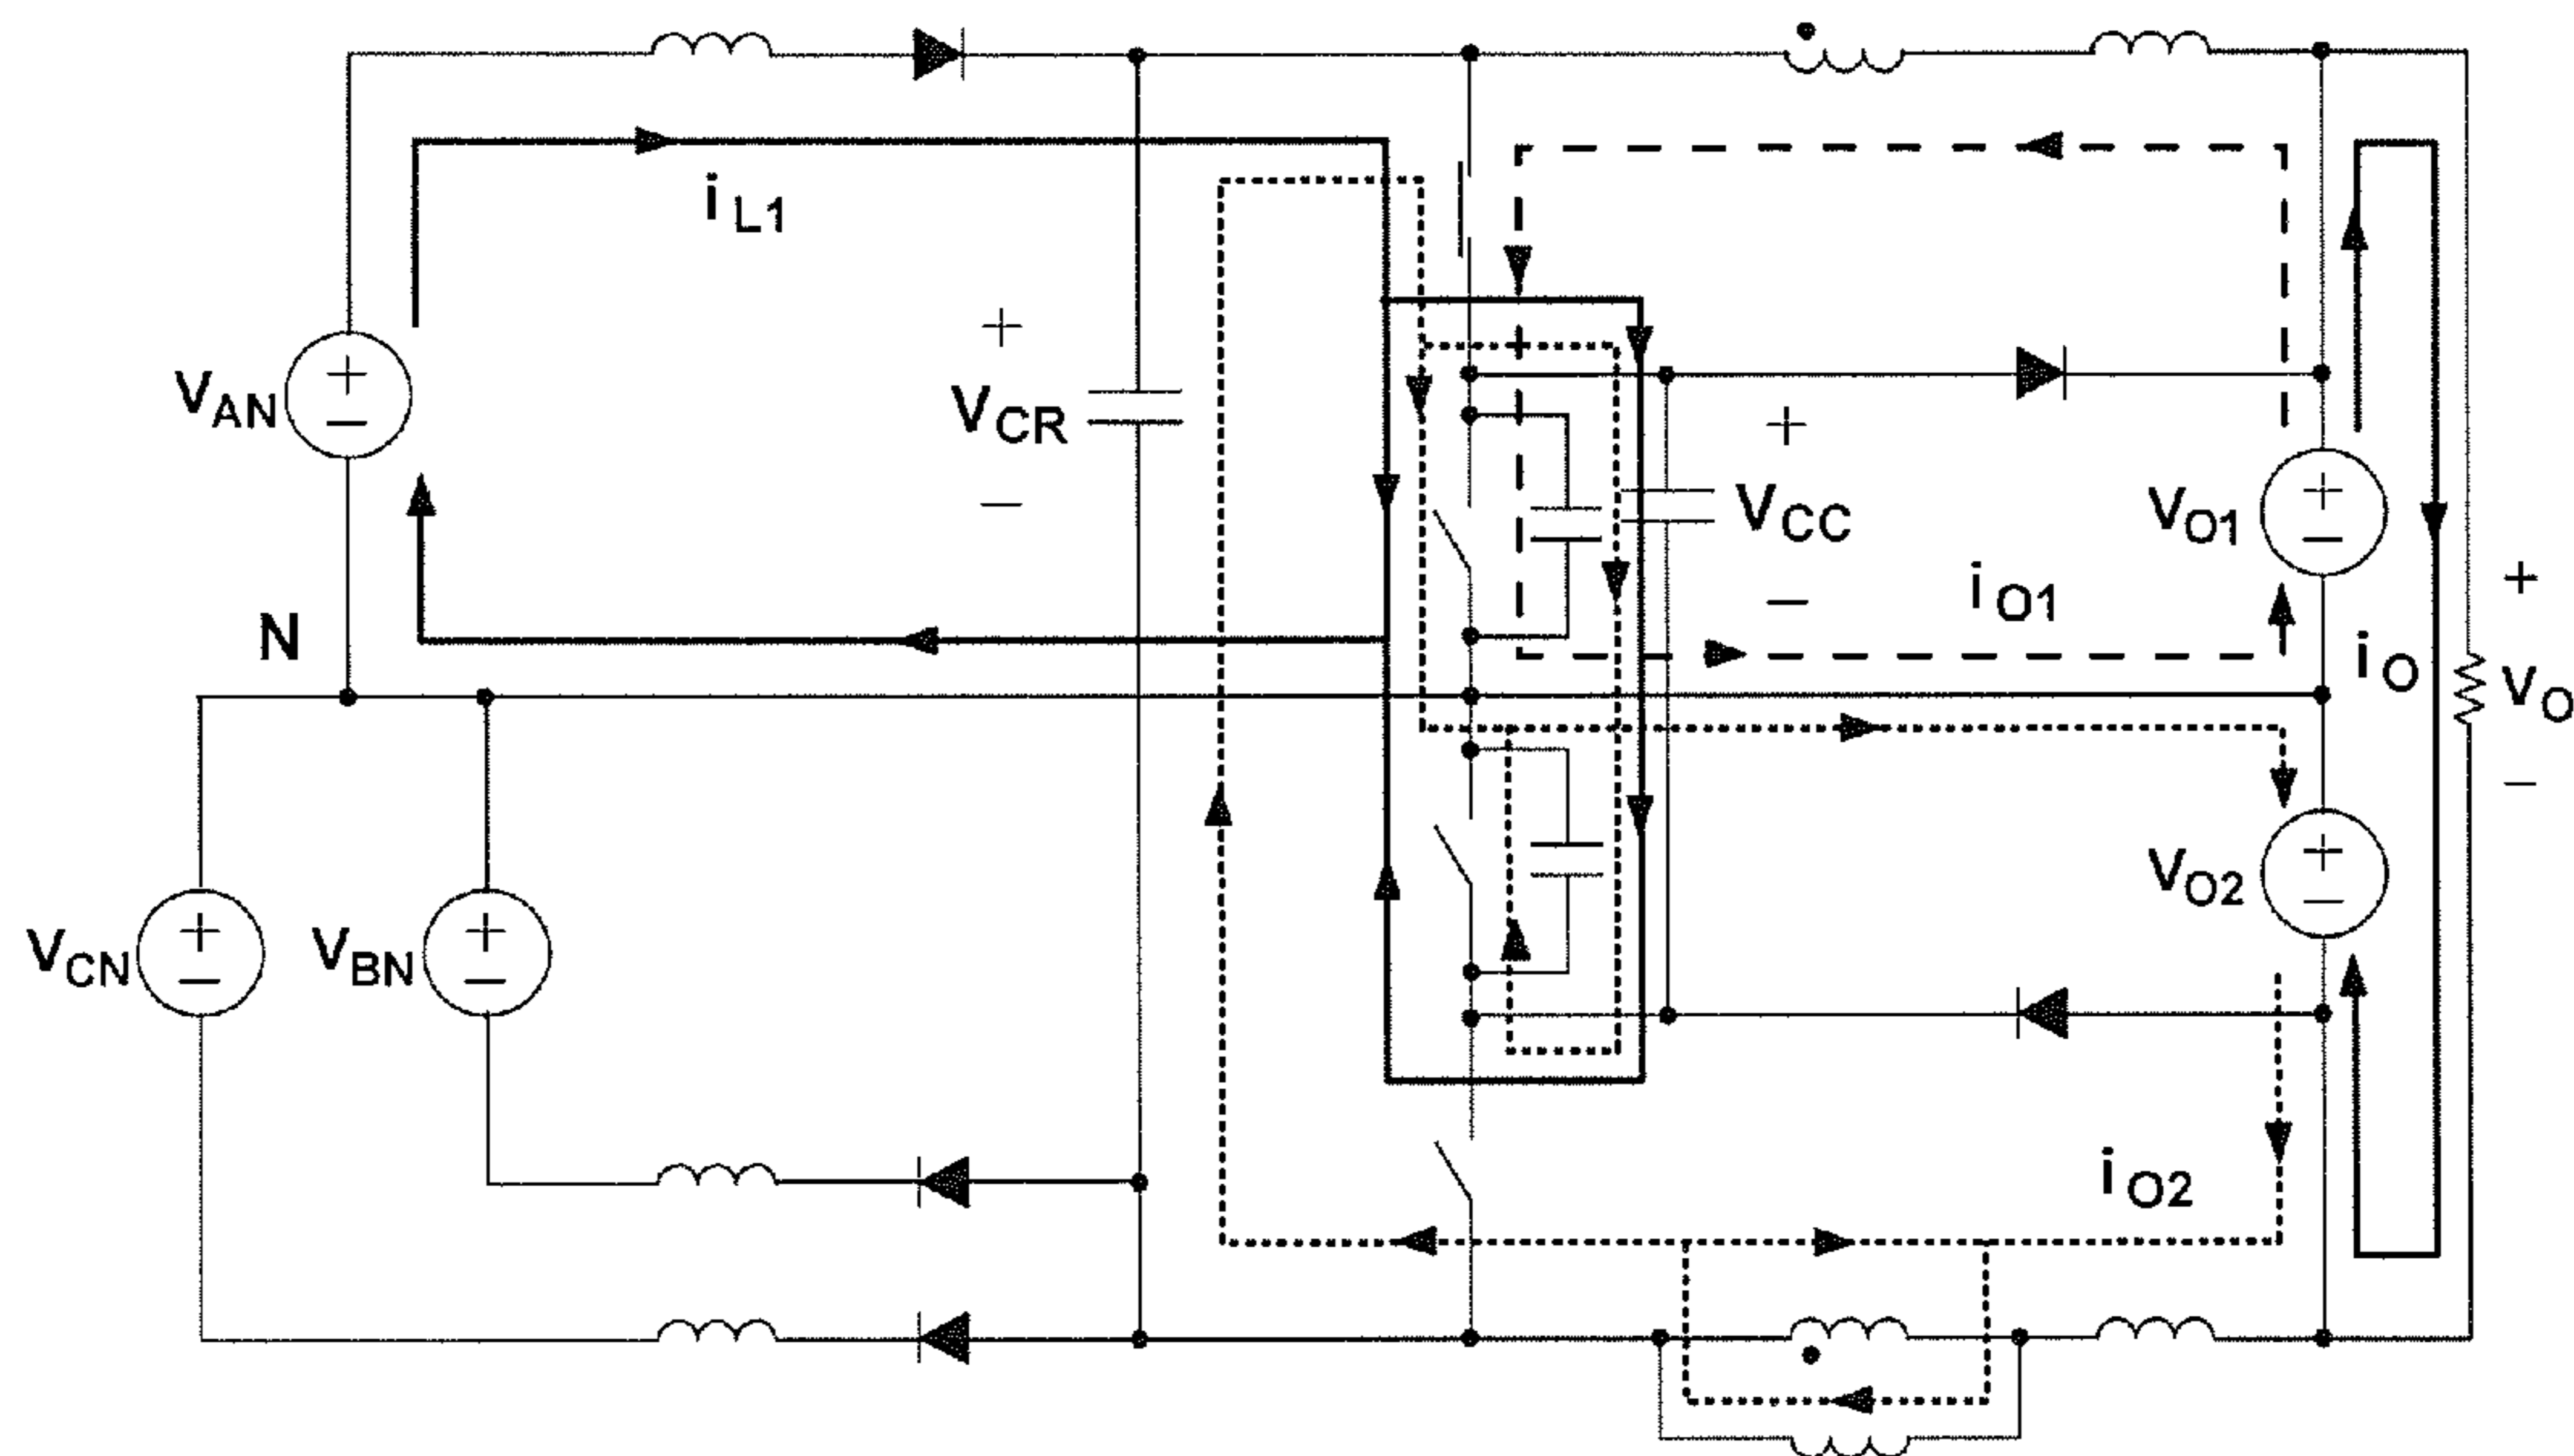 i L1
+
V CR
−
V AN
+
−
+
V CC
−
V O1
+
−
i O1
N
i O
+
V O
−
V O2
+
−
V CN
+
−
V BN
+
−
i O2